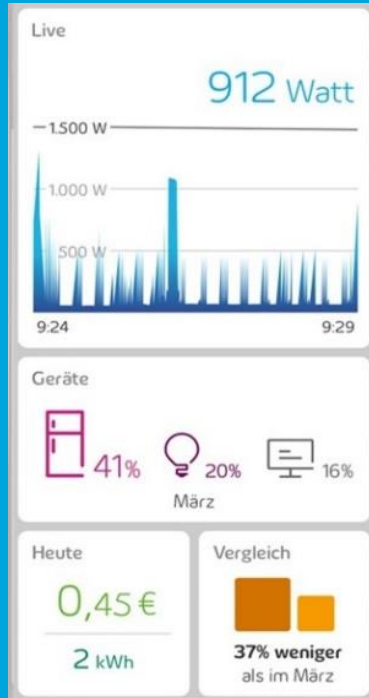 Live
912 Watt
1.500 W
1.000 W
500 W
9:24 9:29
Geräte
41% 20% 16%
März
Heute
0,45 €
2 kWh
Vergleich
37% weniger
als im März